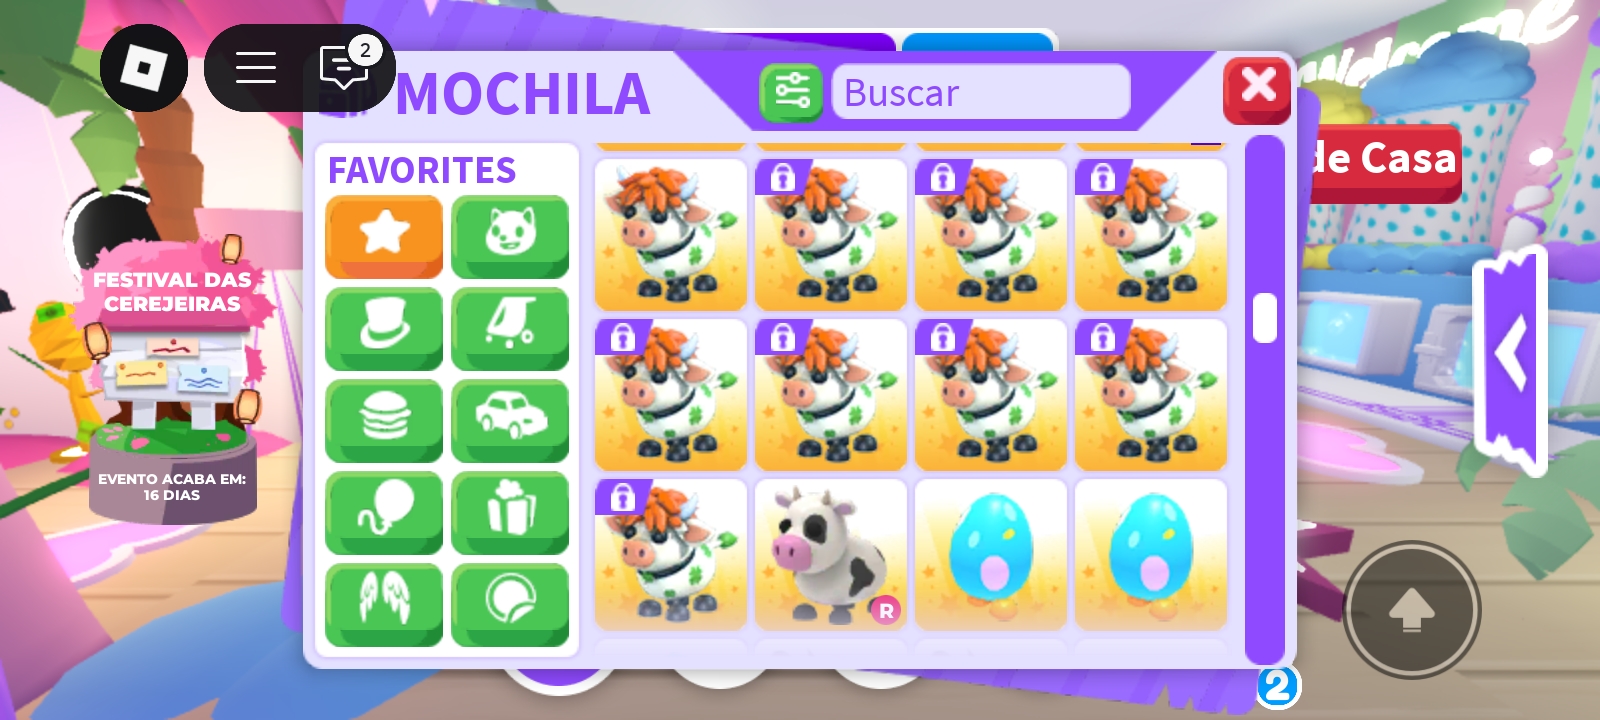 2
MOCHILA
Buscar
de Casa
FAVORITES
FESTIVAL DAS
CEREJEIRAS
EVENTO ACABA EM:
16 DIAS
R
2